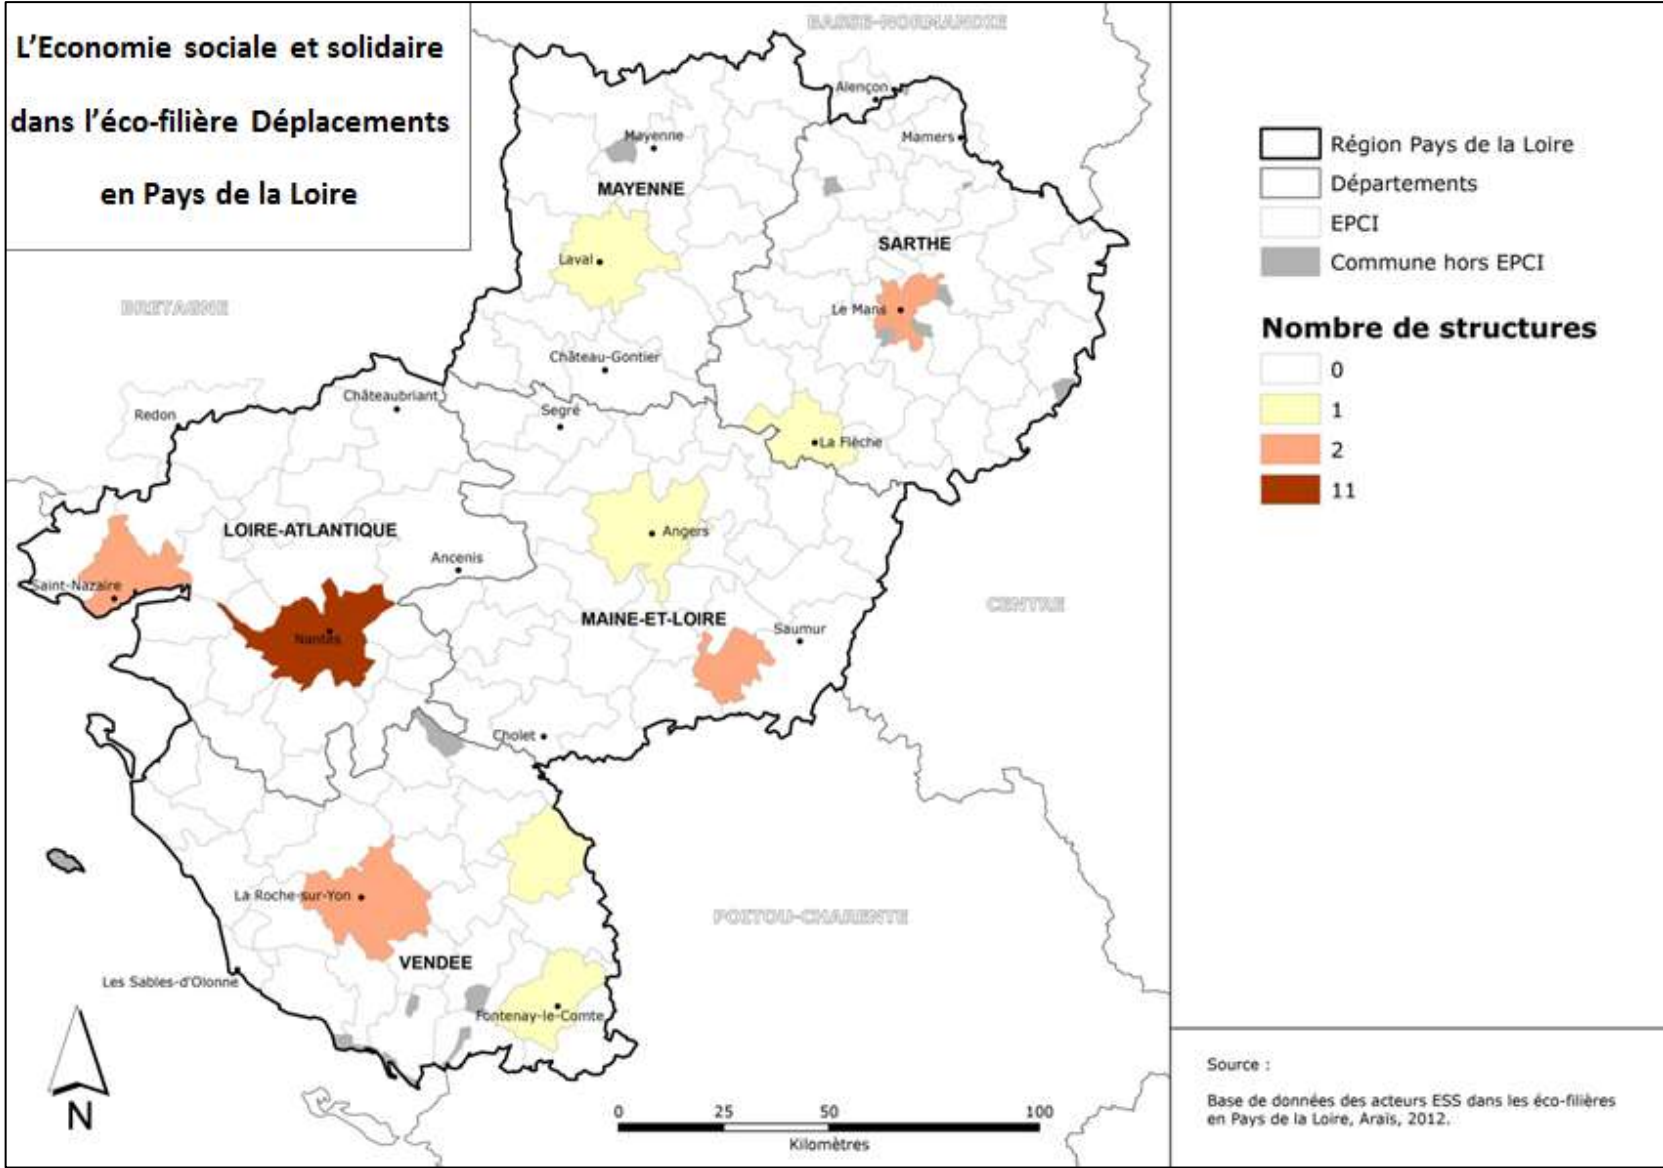 L’Economie sociale et solidaire
dans l’éco-filière Déplacements
en Pays de la Loire
BASSE-NORMANDIE
Alençon
Mamers
Mayenne
MAYENNE
SARTHE
Laval
Le Mans
BRETAGNE
Château-Gontier
Châteaubriant
Redon
Segré
La Flèche
LOIRE-ATLANTIQUE
Angers
Ancenis
Saint-Nazaire
CENTRE
MAINE-ET-LOIRE
Saumur
Nantes
Cholet
La Roche-sur-Yon
POITOU-CHARENTE
VENDEE
Les Sables-d'Olonne
Fontenay-le-Comte
N
0 25 50 100
Kilomètres
Région Pays de la Loire
Départements
EPCI
Commune hors EPCI
Nombre de structures
0
1
2
11
Source :
Base de données des acteurs ESS dans les éco-filières
en Pays de la Loire, Araïs, 2012.